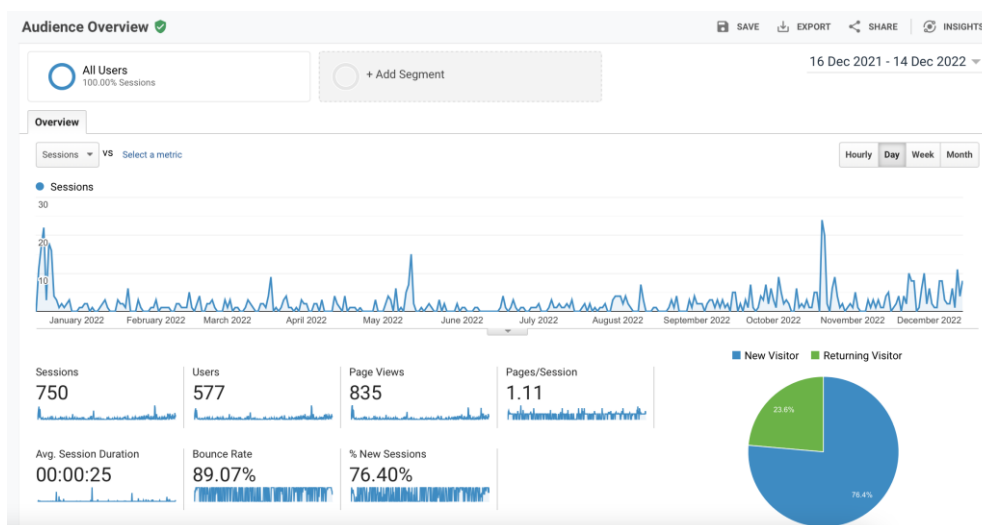 Audience Overview
SAVE EXPORT SHARE INSIGHTS
All Users
100.00% Sessions
+ Add Segment
16 Dec 2021 - 14 Dec 2022
Overview
Sessions VS Select a metric
Hourly Day Week Month
Sessions
30
20
10
January 2022 February 2022 March 2022 April 2022 May 2022 June 2022 July 2022 August 2022 September 2022 October 2022 November 2022 December 2022
New Visitor Returning Visitor
Sessions
750
Users
577
Page Views
835
Pages/Session
1.11
Avg. Session Duration
00:00:25
Bounce Rate
89.07%
% New Sessions
76.40%
23.6%
76.4%